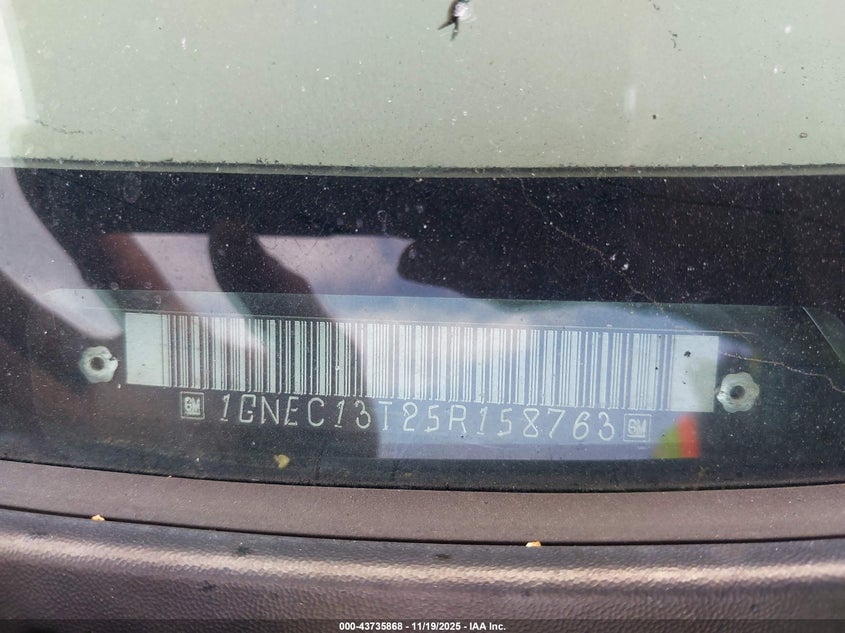 GM 1GNEC13T25R158763 GM
000-43735868 - 11/19/2025 - IAA Inc.